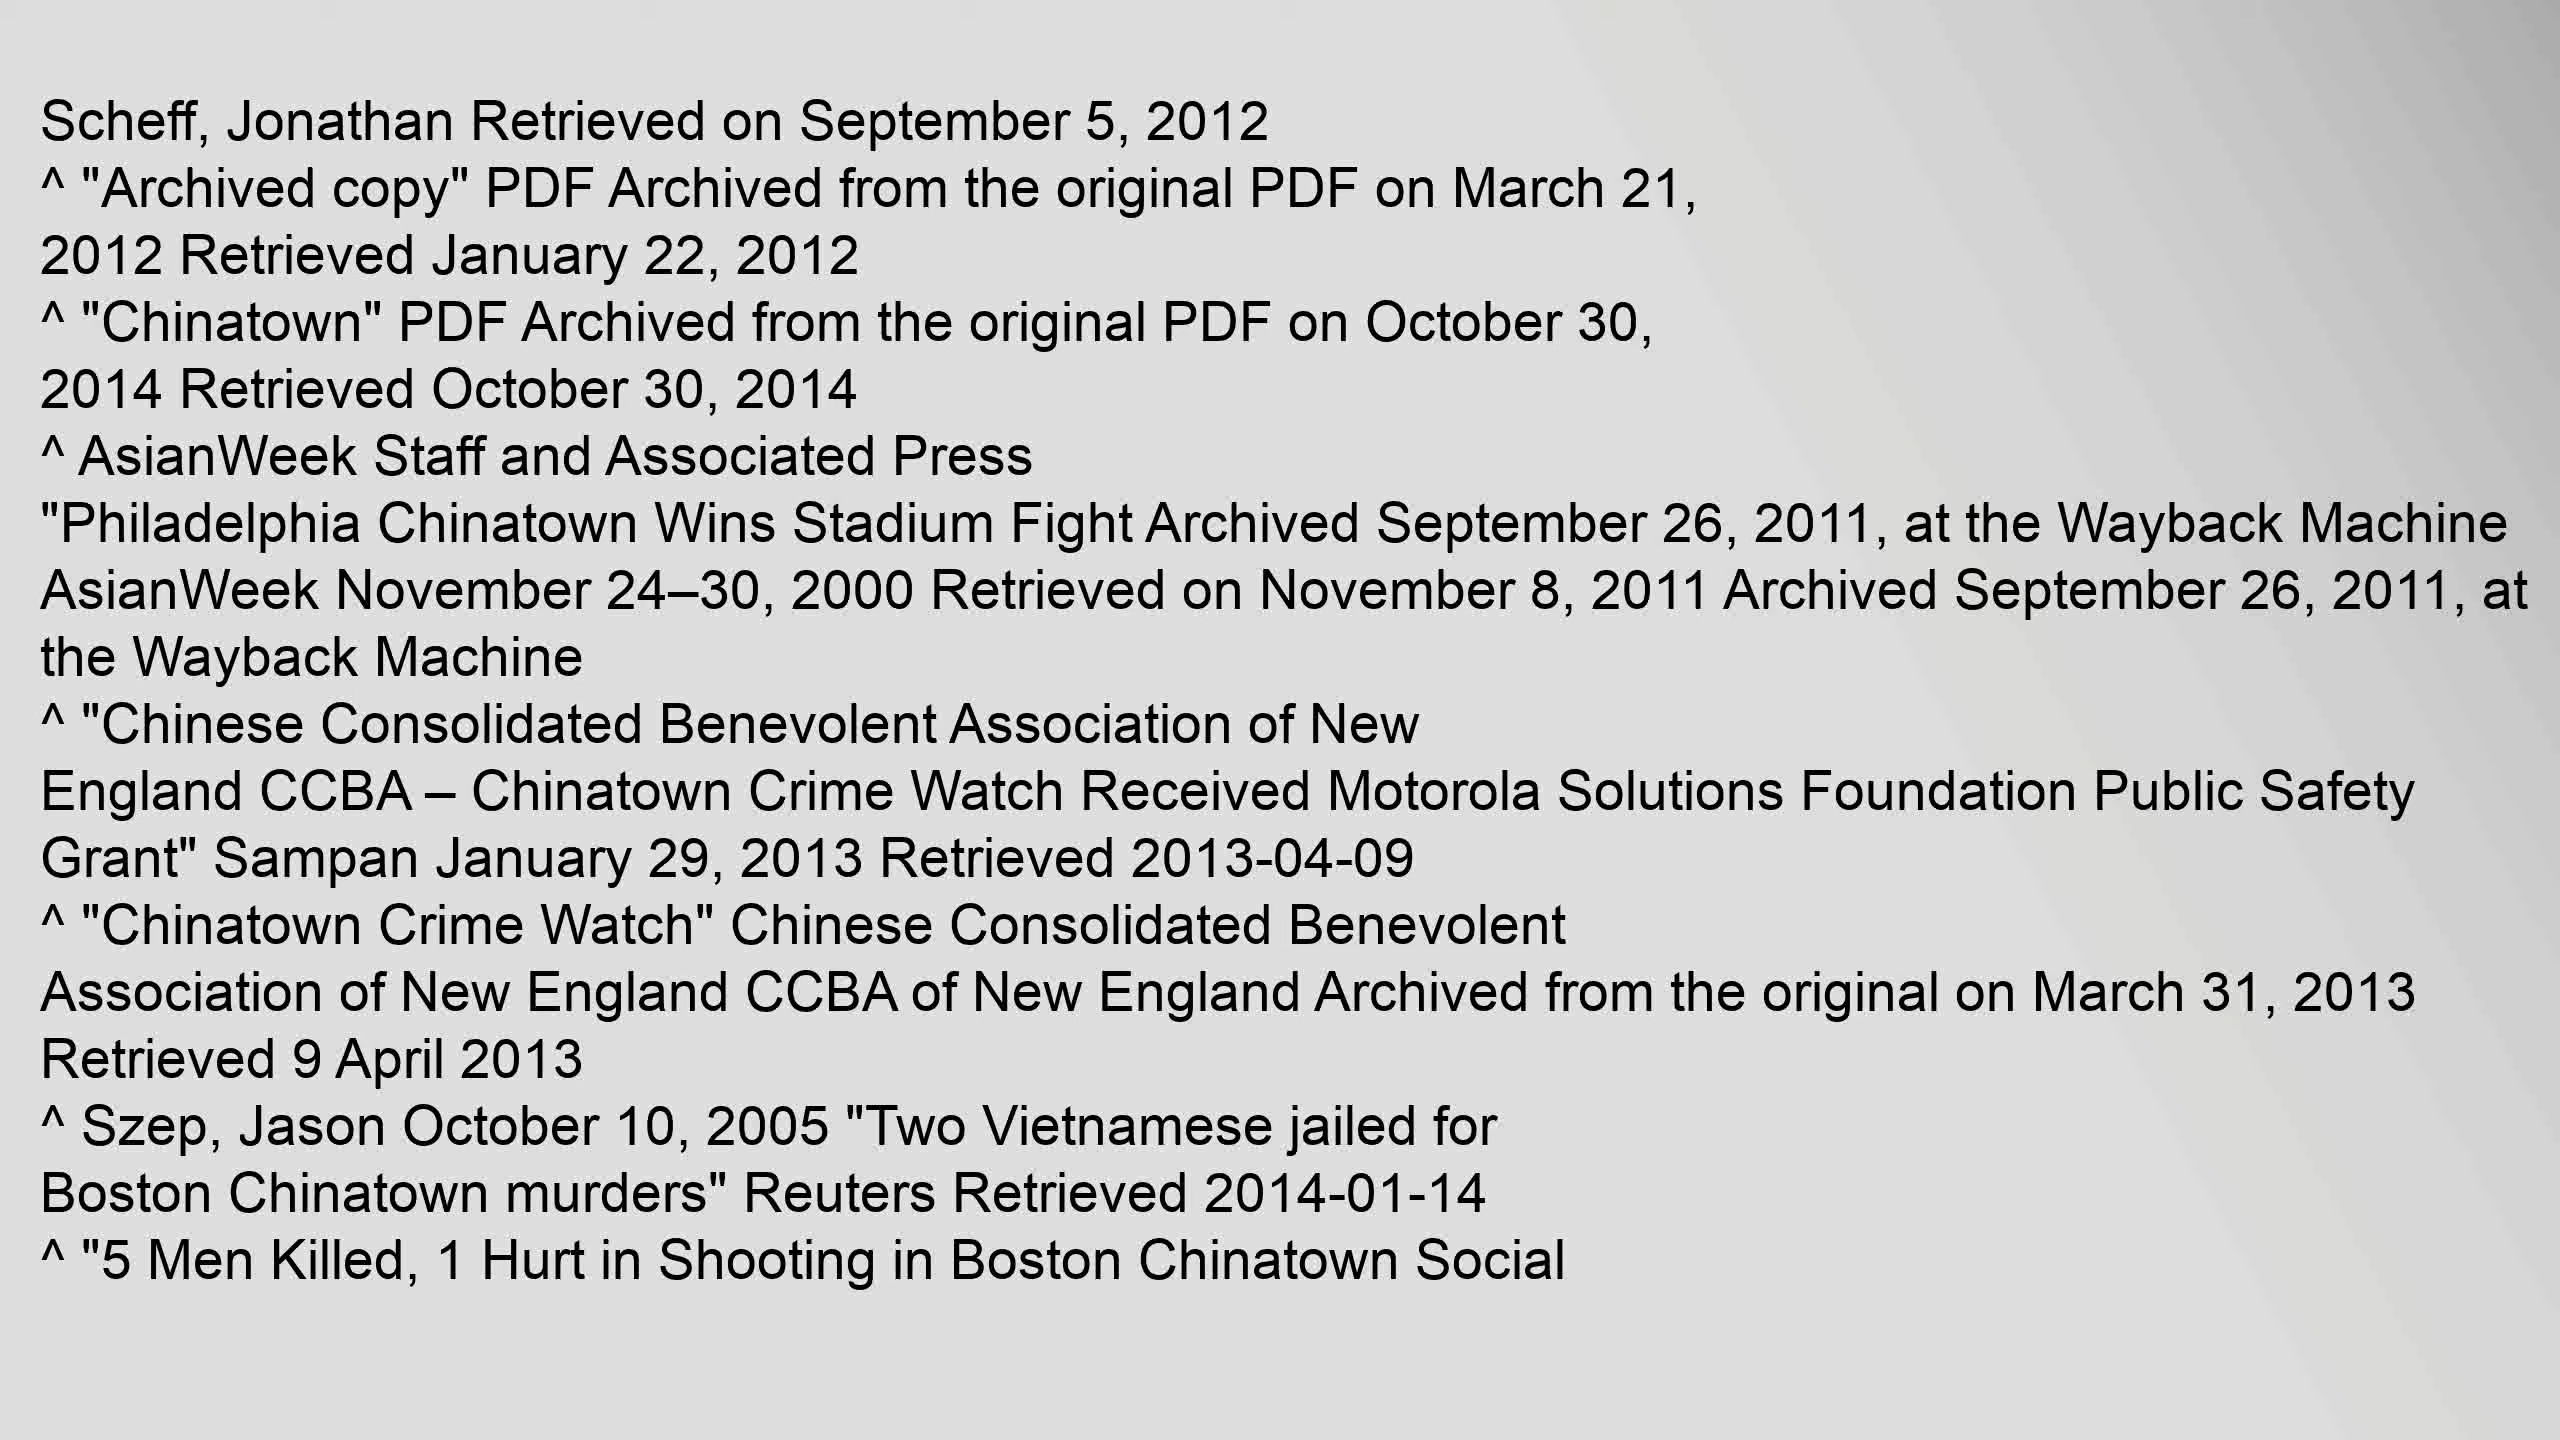 Scheff, Jonathan Retrieved on September 5, 2012
^ "Archived copy" PDF Archived from the original PDF on March 21,
2012 Retrieved January 22, 2012
^ "Chinatown" PDF Archived from the original PDF on October 30,
2014 Retrieved October 30, 2014
^ AsianWeek Staff and Associated Press
"Philadelphia Chinatown Wins Stadium Fight Archived September 26, 2011, at the Wayback Machine
AsianWeek November 24–30, 2000 Retrieved on November 8, 2011 Archived September 26, 2011, at
the Wayback Machine
^ "Chinese Consolidated Benevolent Association of New
England CCBA – Chinatown Crime Watch Received Motorola Solutions Foundation Public Safety
Grant" Sampan January 29, 2013 Retrieved 2013-04-09
^ "Chinatown Crime Watch" Chinese Consolidated Benevolent
Association of New England CCBA of New England Archived from the original on March 31, 2013
Retrieved 9 April 2013
^ Szep, Jason October 10, 2005 "Two Vietnamese jailed for
Boston Chinatown murders" Reuters Retrieved 2014-01-14
^ "5 Men Killed, 1 Hurt in Shooting in Boston Chinatown Social